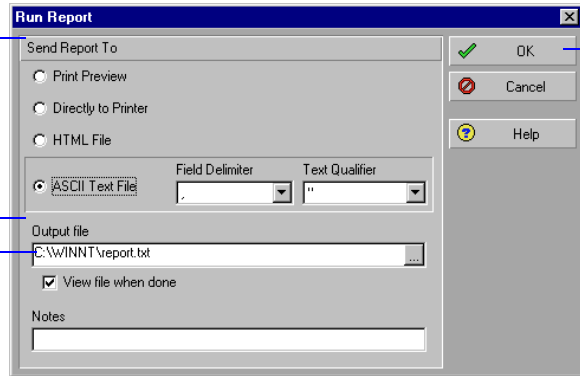 Run Report
Send Report To
OK
Print Preview
Cancel
Directly to Printer
HTML File
Help
Field Delimiter
Text Qualifier
ASCII Text File
,
"
Output file
C:\WINNT\report.txt
...
View file when done
Notes